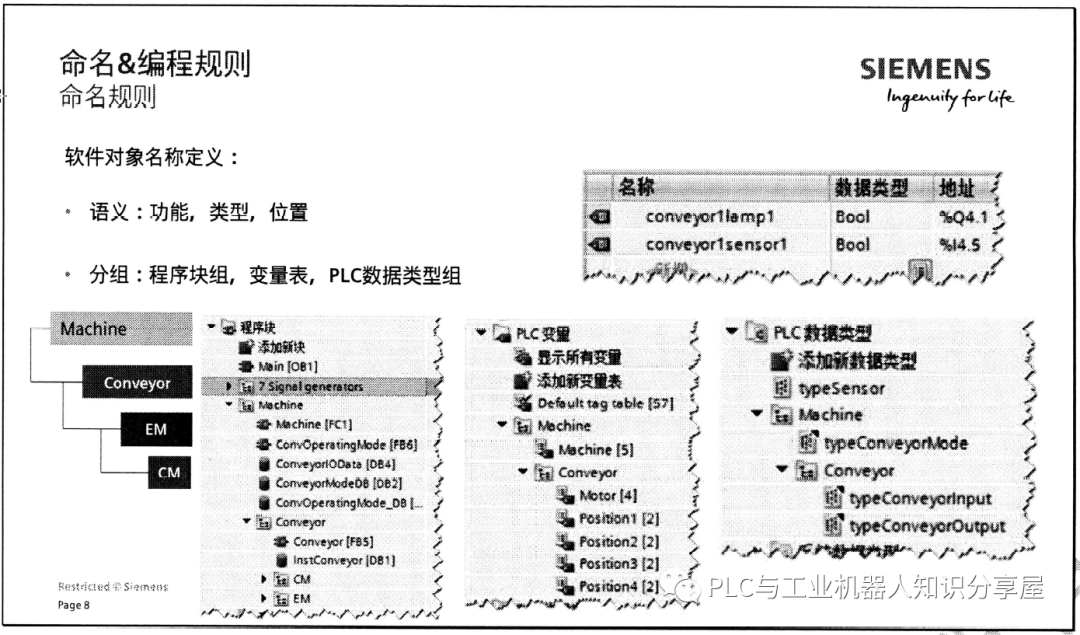 命名&编程规则
命名规则
SIEMENS
Ingenuity for life
软件对象名称定义：
• 语义：功能，类型，位置
• 分组：程序块组，变量表，PLC数据类型组
名称 数据类型 地址
conveyor1lamp1 Bool %Q4.1
conveyor1sensor1 Bool %I4.5
Machine
Conveyor
EM
CM
程序块
添加新块
Main [OB1]
7 Signal generators
Machine
Machine [FC1]
ConvOperatingMode [FB6]
ConveyorIOData [DB4]
ConveyorModeDB [DB2]
ConvOperatingMode_DB [...
Conveyor
Conveyor [FB5]
InstConveyor [DB1]
CM
EM
PLC 变量
显示所有变量
添加新变量表
Default tag table [57]
Machine
Machine [5]
Conveyor
Motor [4]
Position1 [2]
Position2 [2]
Position3 [2]
Position4 [2]
PLC 数据类型
添加新数据类型
typeSensor
Machine
typeConveyorMode
Conveyor
typeConveyorInput
typeConveyorOutput
Restricted © Siemens
Page 8
PLC与工业机器人知识分享屋